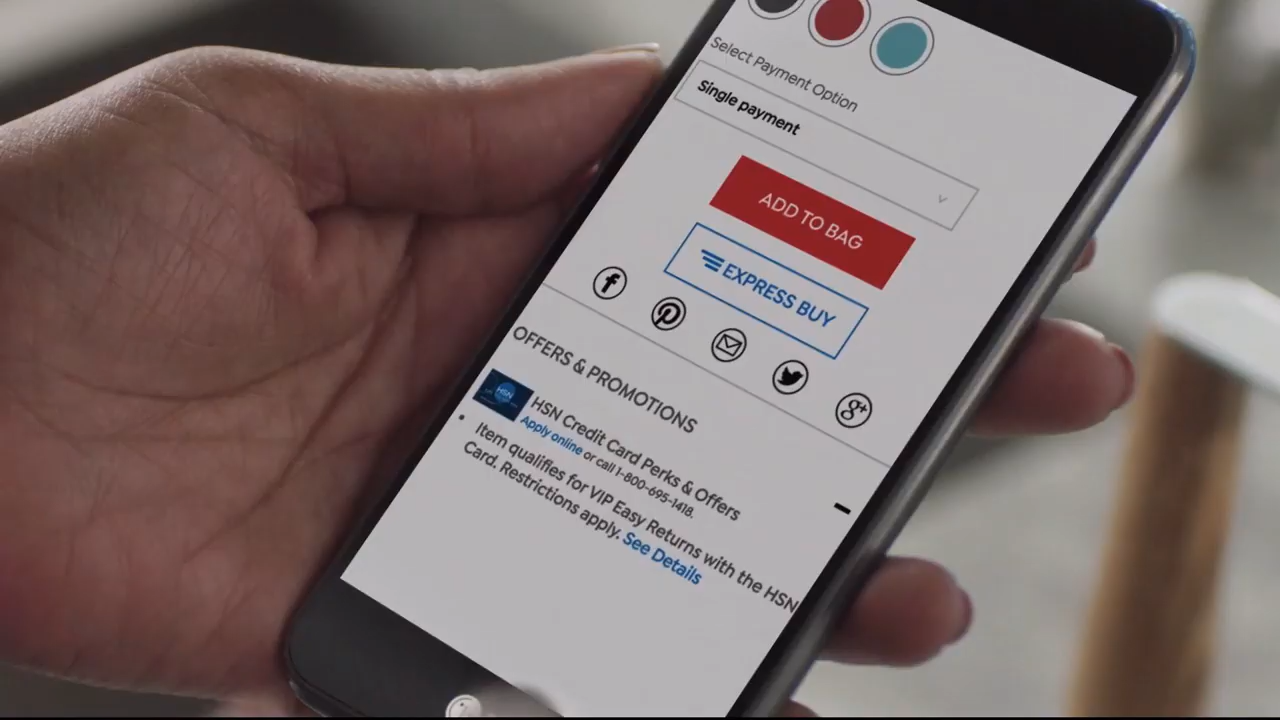 Select Payment Option
Single payment
ADD TO BAG
EXPRESS BUY
OFFERS & PROMOTIONS
HSN
HSN Credit Card Perks & Offers
Apply online or call 1-800-695-1418.
Item qualifies for VIP Easy Returns with the HSN
Card. Restrictions apply. See Details